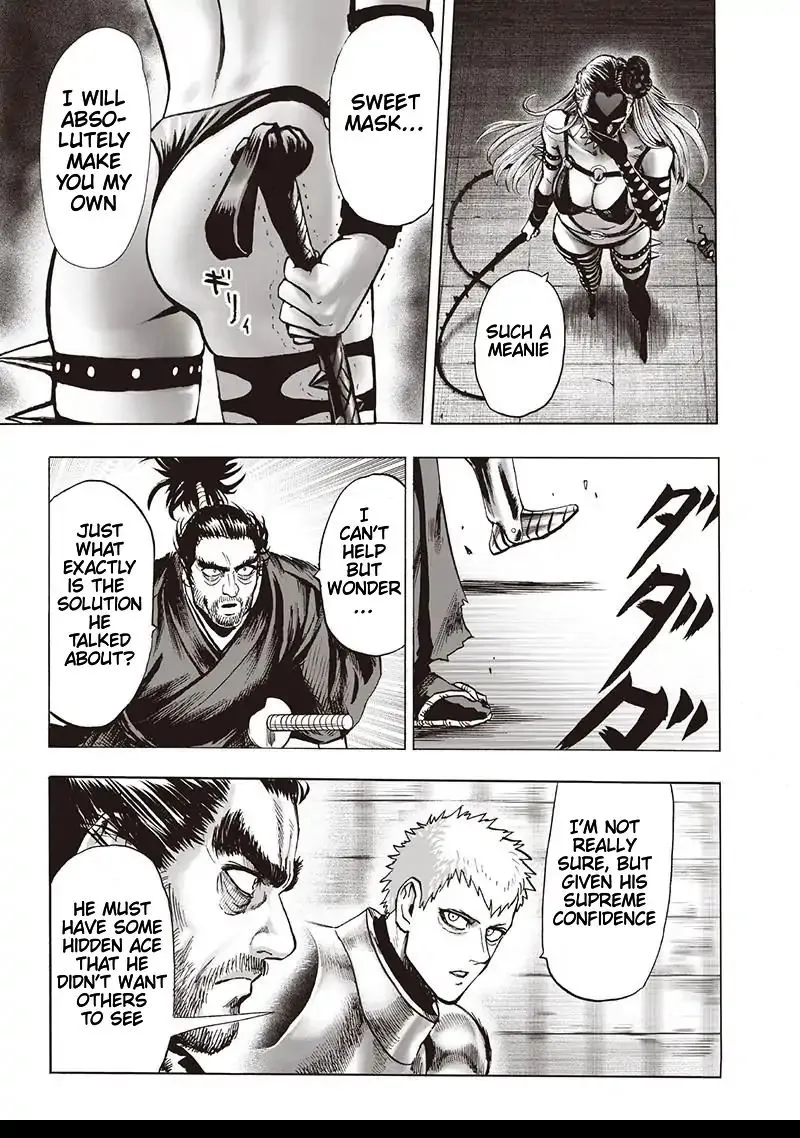 SUCH A
MEANIE
SWEET
MASK...
I WILL
ABSO-
LUTELY
MAKE
YOU MY
OWN
ギリィ
ダダダッ
I
CAN'T
HELP
BUT
WONDER
...
JUST
WHAT
EXACTLY
IS THE
SOLUTION
HE
TALKED
ABOUT?
I'M NOT
REALLY
SURE, BUT
GIVEN HIS
SUPREME
CONFIDENCE
HE MUST
HAVE SOME
HIDDEN ACE
THAT HE
DIDN'T WANT
OTHERS
TO SEE